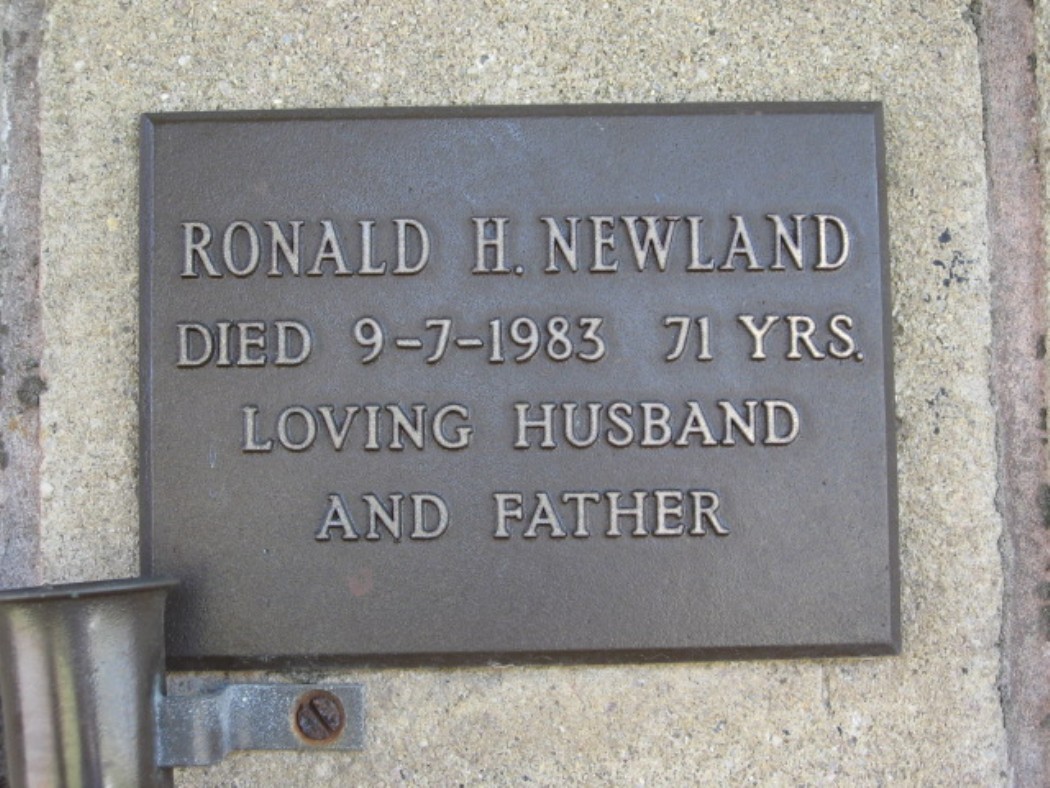 RONALD H. NEWLAND
DIED 9-7-1983 71 YRS.
LOVING HUSBAND
AND FATHER